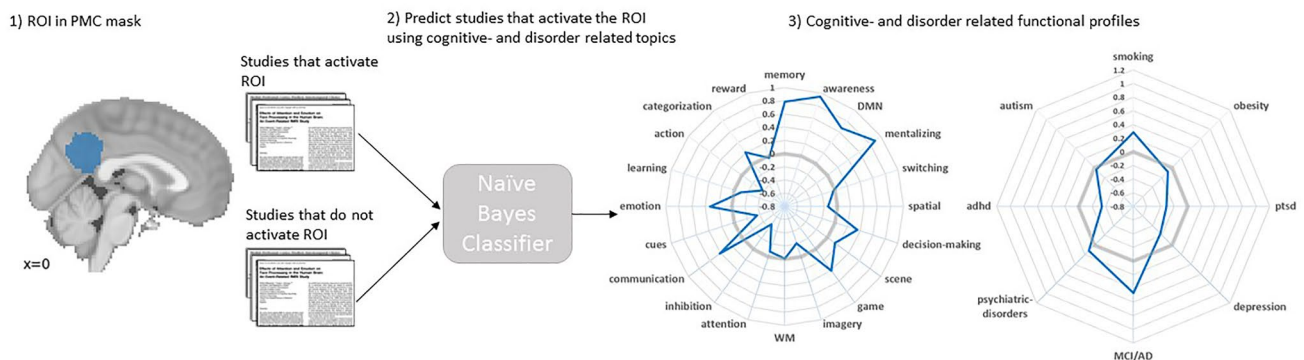 1) ROI in PMC mask
2) Predict studies that activate the ROI
using cognitive- and disorder related topics
3) Cognitive- and disorder related functional profiles
Studies that activate
ROI
Studies that do not
activate ROI
x=0
Naïve
Bayes
Classifier
memory
awareness
DMN
mentalizing
switching
spatial
decision-making
scene
game
imagery
WM
attention
inhibition
communication
cues
emotion
learning
action
categorization
reward
1
0.8
0.6
0.4
0.2
0
-0.2
-0.4
-0.6
-0.8
smoking
obesity
ptsd
depression
MCI/AD
psychiatric-
disorders
adhd
autism
1.2
1
0.8
0.6
0.4
0.2
0
-0.2
-0.4
-0.6
-0.8